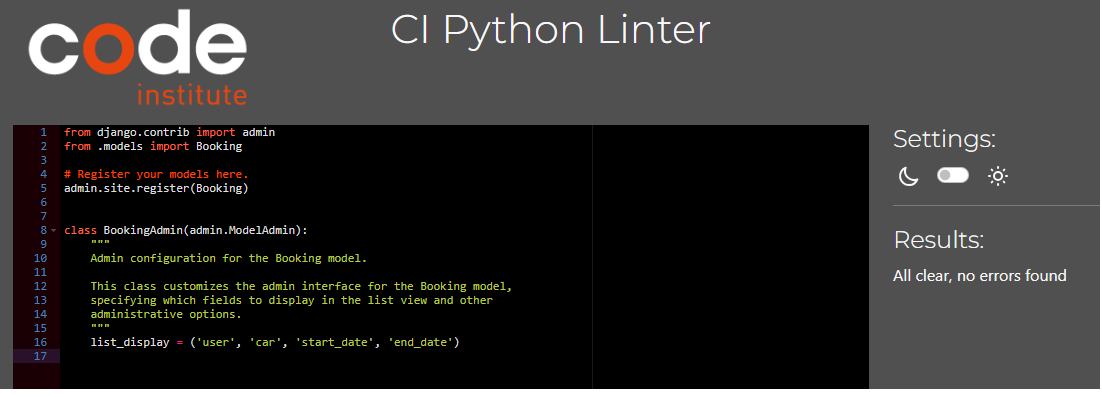 code
institute
CI Python Linter
1 from django.contrib import admin
2 from .models import Booking
3
4 # Register your models here.
5 admin.site.register(Booking)
6
7
8 class BookingAdmin(admin.ModelAdmin):
9     """
10     Admin configuration for the Booking model.
11
12     This class customizes the admin interface for the Booking model,
13     specifying which fields to display in the list view and other
14     administrative options.
15     """
16     list_display = ('user', 'car', 'start_date', 'end_date')
17
Settings:
Results:
All clear, no errors found